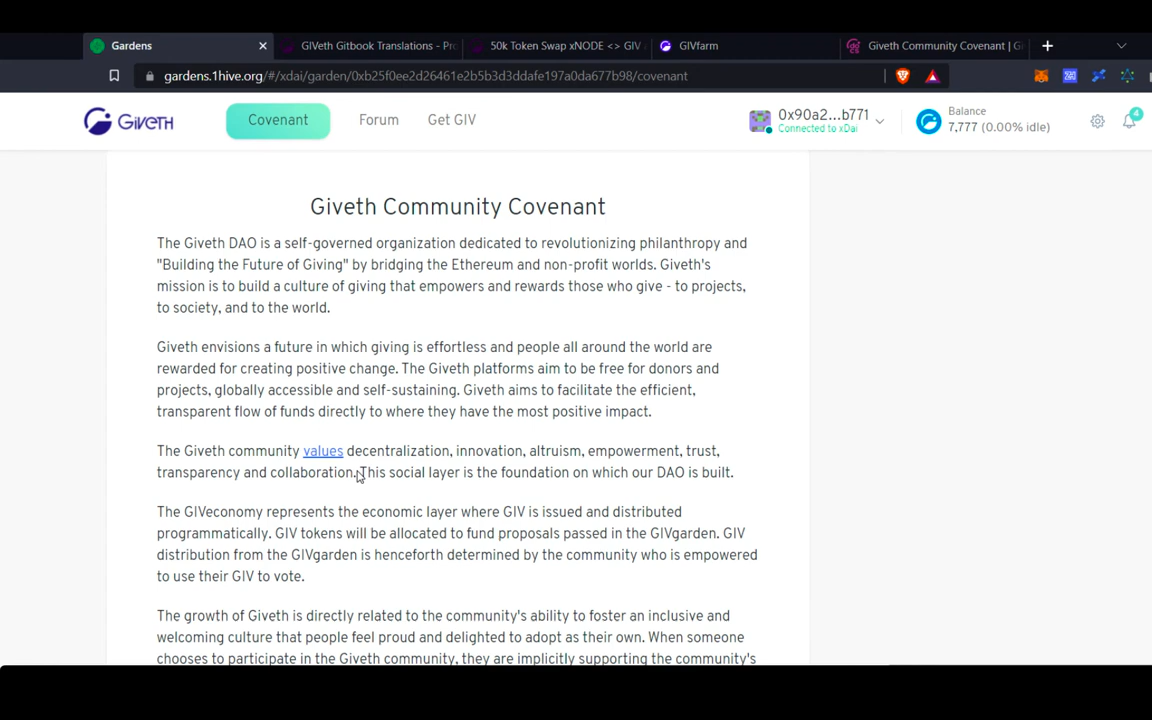 Gardens
GIVeth Gitbook Translations - Pro
50k Token Swap xNODE <> GIV
GIVfarm
Giveth Community Covenant | Gi
gardens.1hive.org/#/xdai/garden/0xb25f0ee2d26461e2b5b3d3ddafe197a0da677b98/covenant
GIVETH
Covenant
Forum
Get GIV
0x90a2...b771
Connected to xDai
Balance
7,777 (0.00% idle)
4
Giveth Community Covenant
The Giveth DAO is a self-governed organization dedicated to revolutionizing philanthropy and
"Building the Future of Giving" by bridging the Ethereum and non-profit worlds. Giveth's
mission is to build a culture of giving that empowers and rewards those who give - to projects,
to society, and to the world.
Giveth envisions a future in which giving is effortless and people all around the world are
rewarded for creating positive change. The Giveth platforms aim to be free for donors and
projects, globally accessible and self-sustaining. Giveth aims to facilitate the efficient,
transparent flow of funds directly to where they have the most positive impact.
The Giveth community values decentralization, innovation, altruism, empowerment, trust,
transparency and collaboration. This social layer is the foundation on which our DAO is built.
The GIVeconomy represents the economic layer where GIV is issued and distributed
programmatically. GIV tokens will be allocated to fund proposals passed in the GIVgarden. GIV
distribution from the GIVgarden is henceforth determined by the community who is empowered
to use their GIV to vote.
The growth of Giveth is directly related to the community's ability to foster an inclusive and
welcoming culture that people feel proud and delighted to adopt as their own. When someone
chooses to participate in the Giveth community, they are implicitly supporting the community's